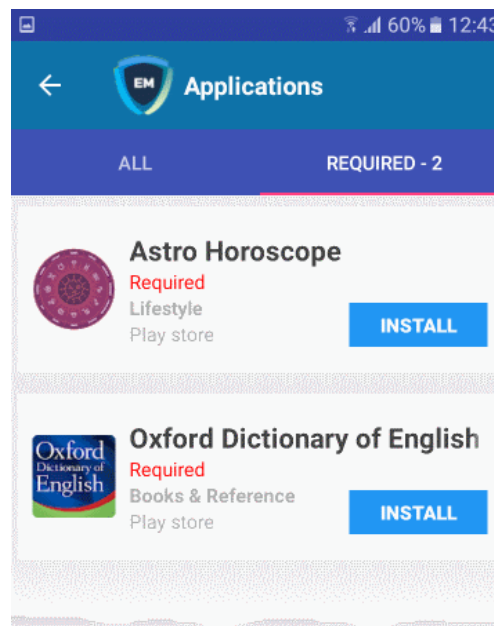 60% 12:43
EM Applications
ALL REQUIRED - 2
Astro Horoscope
Required
Lifestyle
Play store
INSTALL
Oxford Dictionary of English
Oxford
Dictionary of
English
Required
Books & Reference
Play store
INSTALL